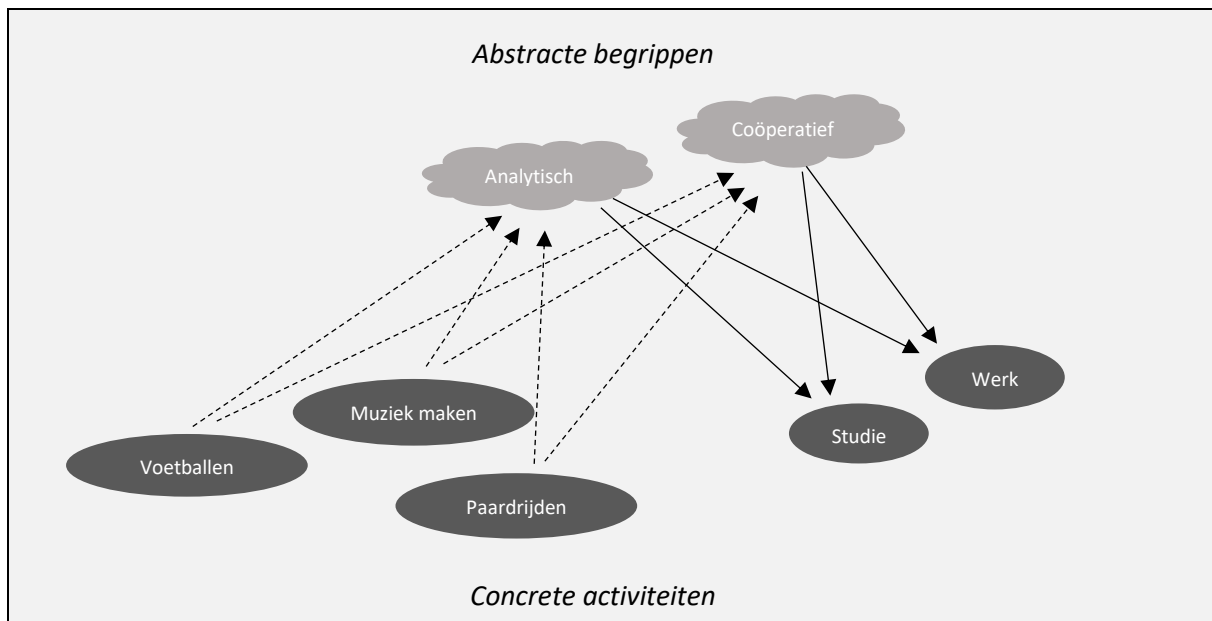 Abstracte begrippen
Coöperatief
Analytisch
Werk
Muziek maken
Studie
Voetballen
Paardrijden
Concrete activiteiten